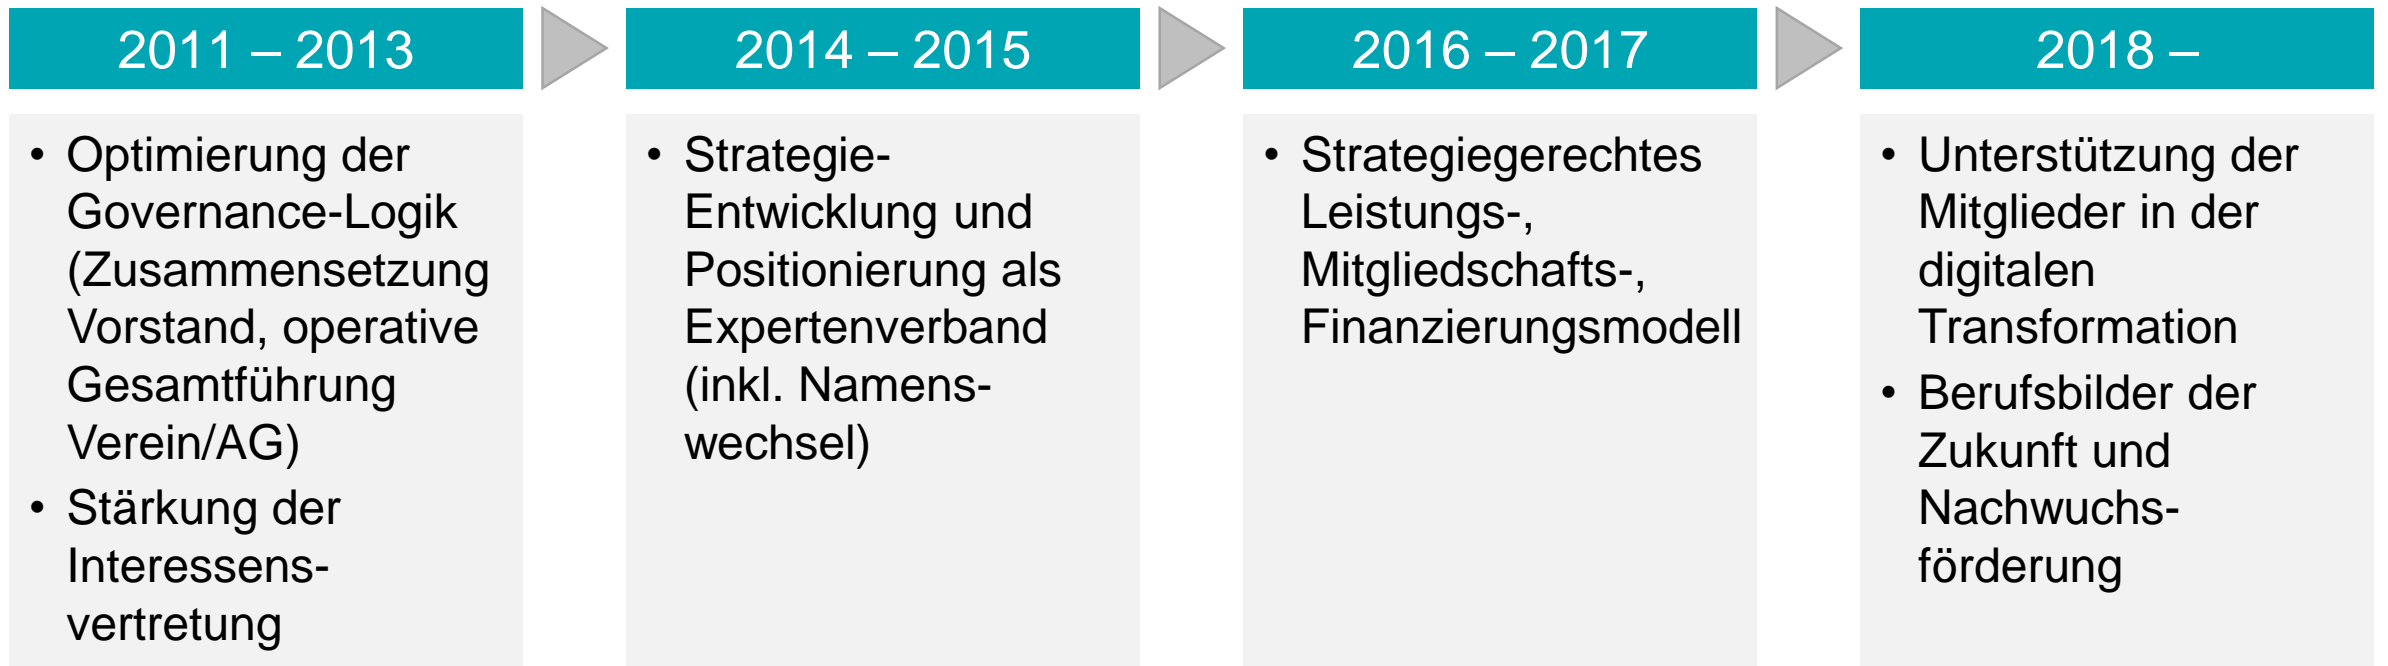 2011 – 2013
• Optimierung der
Governance-Logik
(Zusammensetzung
Vorstand, operative
Gesamtführung
Verein/AG)
• Stärkung der
Interessens-
vertretung
2014 – 2015
• Strategie-
Entwicklung und
Positionierung als
Expertenverband
(inkl. Namens-
wechsel)
2016 – 2017
• Strategiegerechtes
Leistungs-,
Mitgliedschafts-,
Finanzierungsmodell
2018 –
• Unterstützung der
Mitglieder in der
digitalen
Transformation
• Berufsbilder der
Zukunft und
Nachwuchs-
förderung